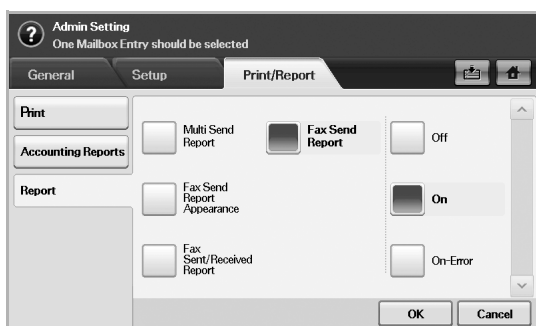 ?
Admin Setting
One Mailbox Entry should be selected
General
Setup
Print/Report
Print
Accounting Reports
Report
Multi Send
Report
Fax Send
Report
Off
Fax Send
Report
Appearance
On
Fax
Sent/Received
Report
On-Error
OK
Cancel